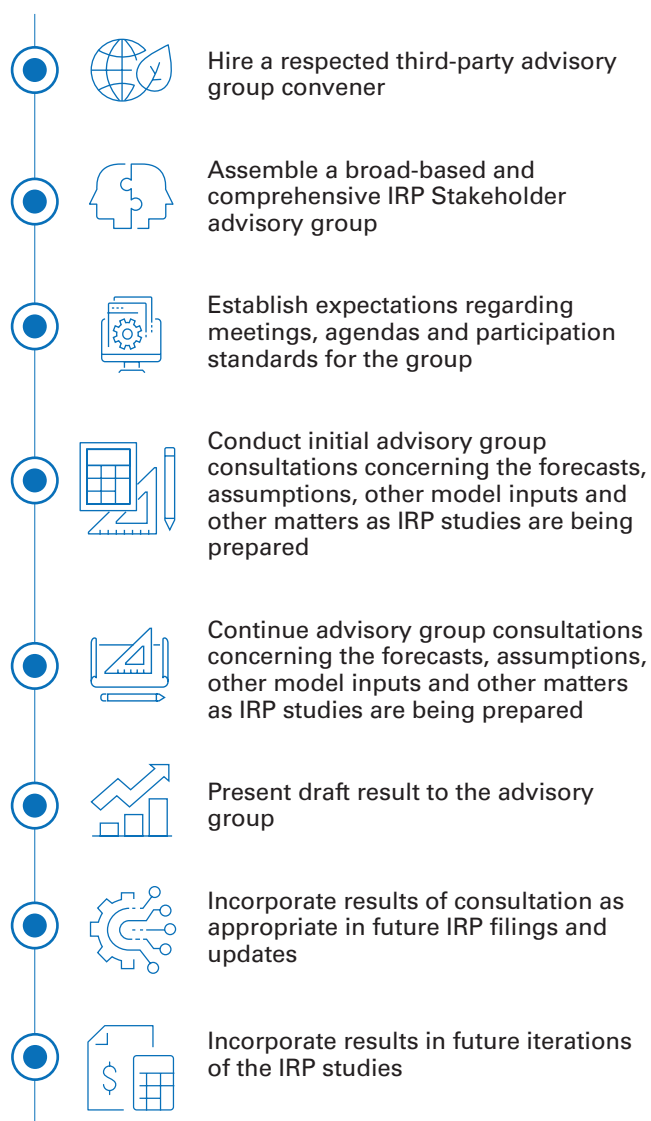 Hire a respected third-party advisory
group convener
Assemble a broad-based and
comprehensive IRP Stakeholder
advisory group
Establish expectations regarding
meetings, agendas and participation
standards for the group
Conduct initial advisory group
consultations concerning the forecasts,
assumptions, other model inputs and
other matters as IRP studies are being
prepared
Continue advisory group consultations
concerning the forecasts, assumptions,
other model inputs and other matters
as IRP studies are being prepared
Present draft result to the advisory
group
Incorporate results of consultation as
appropriate in future IRP filings and
updates
Incorporate results in future iterations
of the IRP studies
$